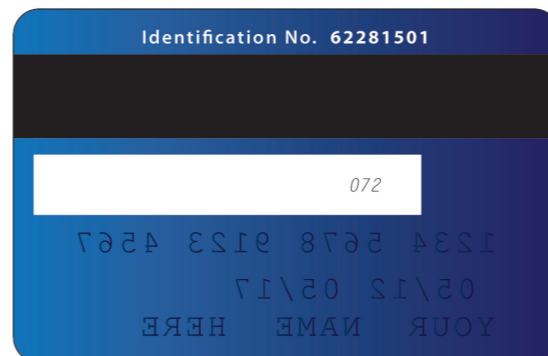 Identification No. 62281501
072
1234 5678 9123 4567
05/12 05/17
YOUR NAME HERE